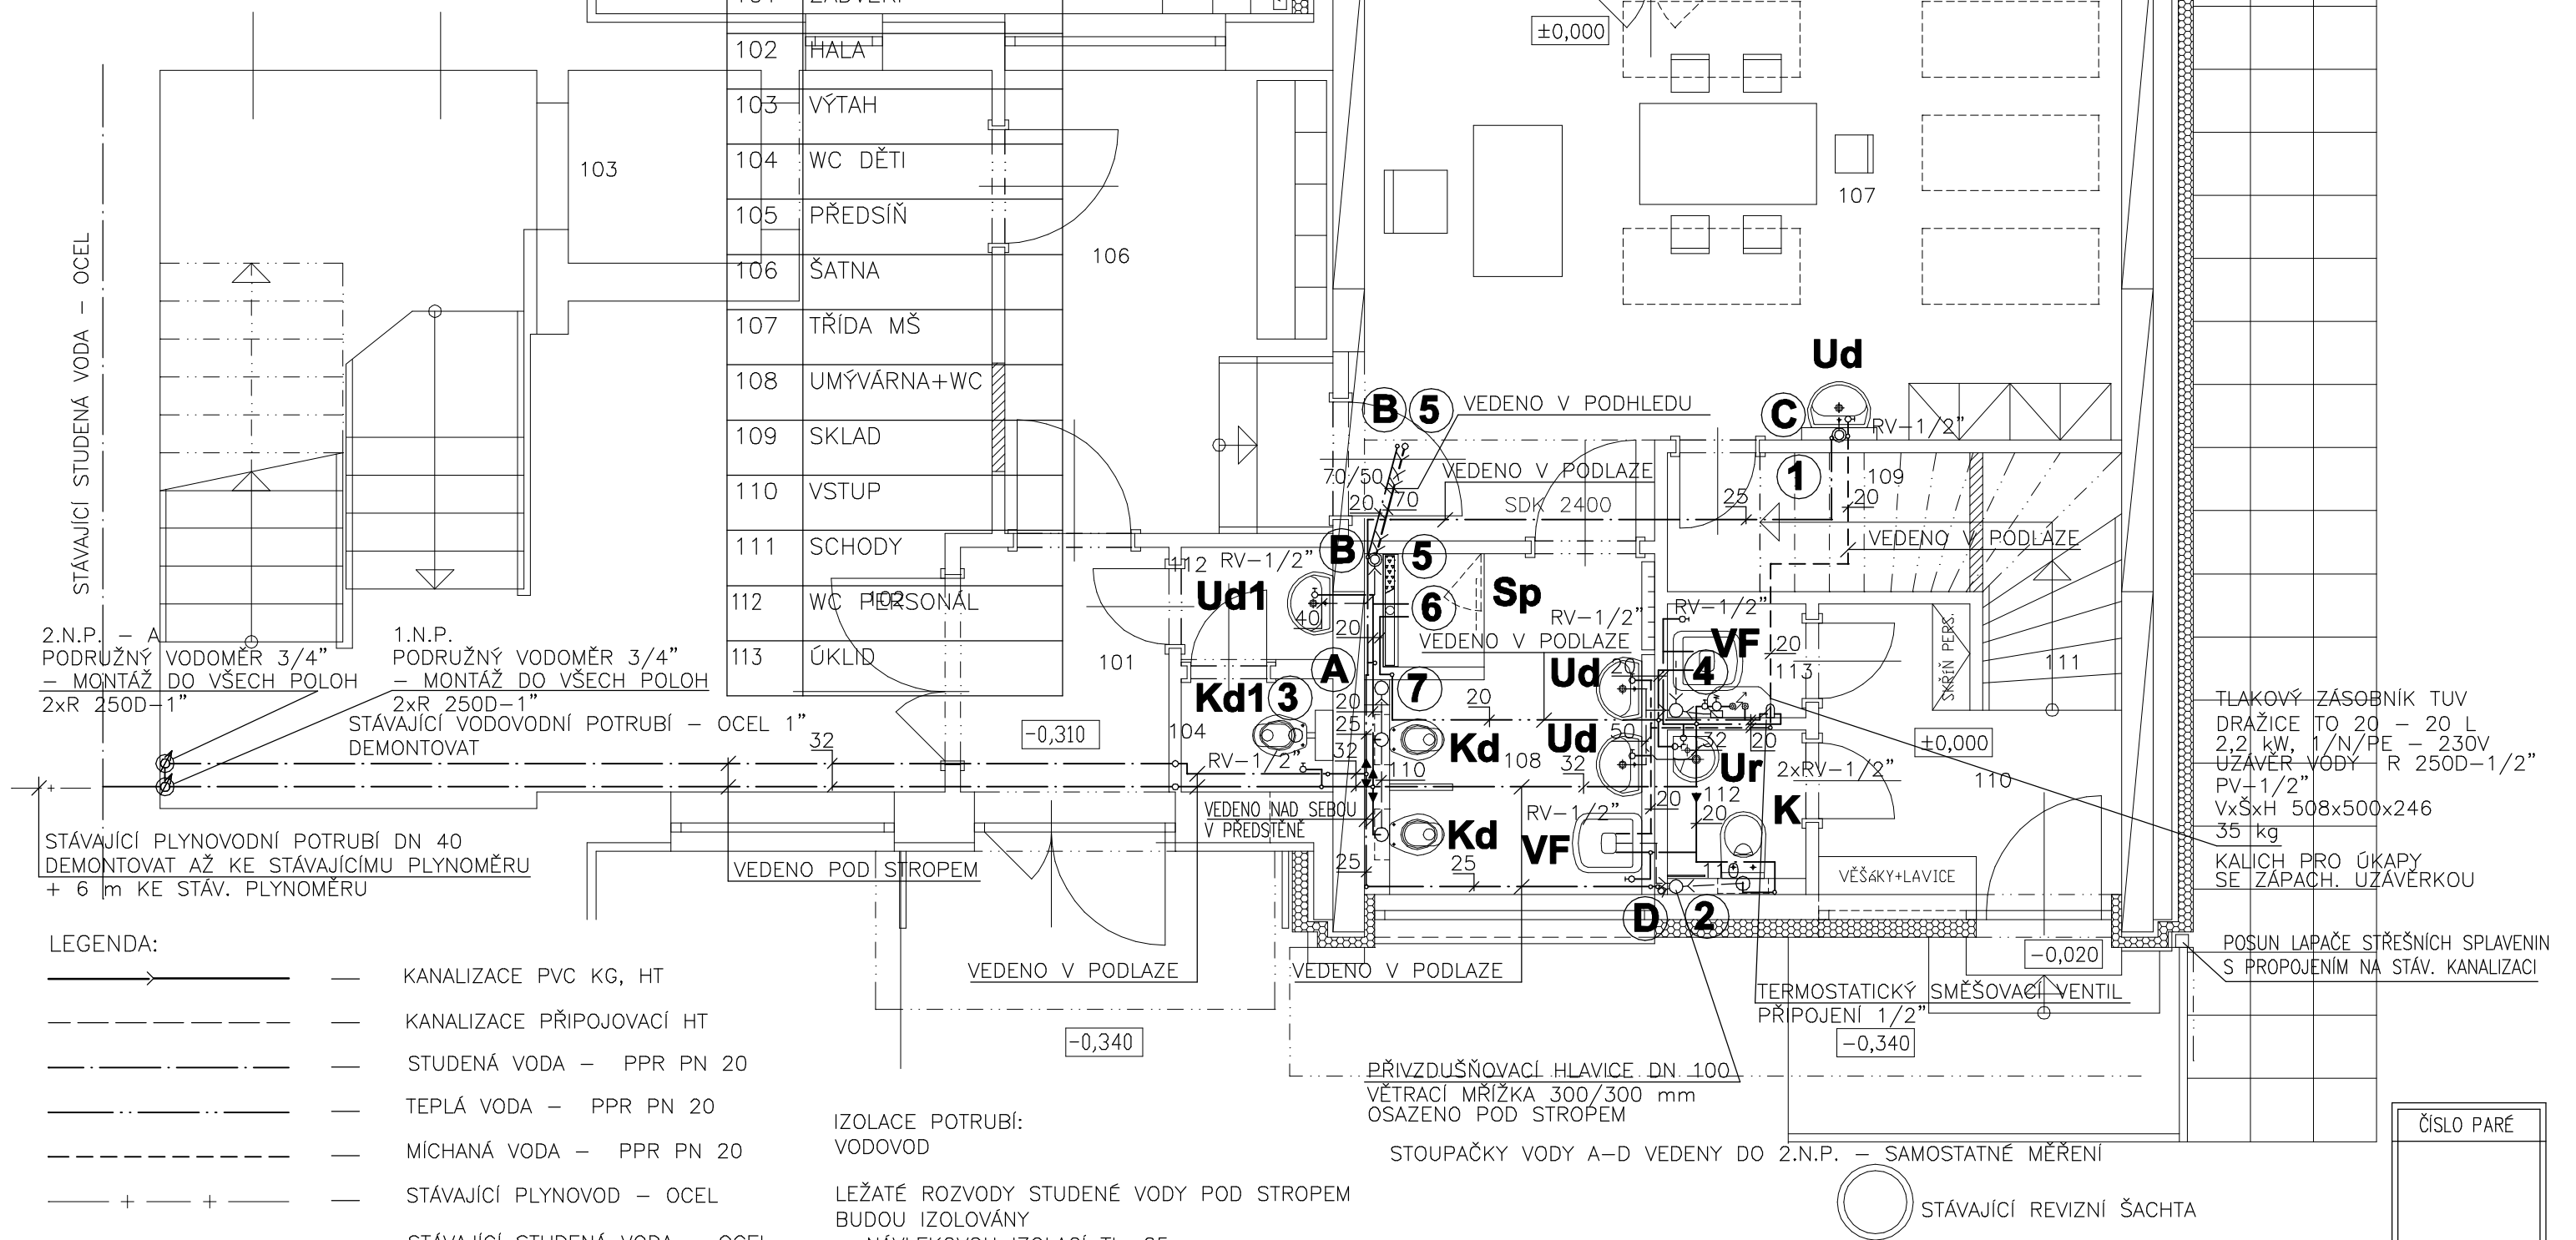 102 HALA
103 VÝTAH
104 WC DĚTI
105 PŘEDSÍŇ
106 ŠATNA
107 TŘÍDA MŠ
108 UMÝVÁRNA+WC
109 SKLAD
110 VSTUP
111 SCHODY
112 WC PERSONÁL
113 ÚKLID
STÁVAJÍCÍ STUDENÁ VODA - OCEL
103
106
±0,000
107
Ud
B 5
VEDENO V PODHLEDU
C
RV-1/2"
70/50
VEDENO V PODLAZE
1
109
20
70
SDK 2400
25
20
B
5
VEDENO V PODLAZE
112
RV-1/2"
Ud1
6
Sp
RV-1/2"
RV-1/2"
102
40
20
VEDENO V PODLAZE
VF
20
SKŘÍŇ PERS.
101
A
Ud
20
4
113
111
Kd1
3
7
20
20
2.N.P. - A
PODRUŽNÝ VODOMĚR 3/4"
- MONTÁŽ DO VŠECH POLOH
2xR 250D-1"
1.N.P.
PODRUŽNÝ VODOMĚR 3/4"
- MONTÁŽ DO VŠECH POLOH
2xR 250D-1"
STÁVAJÍCÍ VODOVODNÍ POTRUBÍ - OCEL 1"
DEMONTOVAT
32
-0,310
104
25
Kd
Ud
50
32
20
±0,000
RV-1/2"
32
110
108
32
Ur
2xRV-1/2"
110
VEDENO NAD SEBOU
V PŘEDSTĚNĚ
RV-1/2"
20
112
20
K
Kd
VF
25
25
110
VĚŠÁKY+LAVICE
D
2
TLAKOVÝ ZÁSOBNÍK TUV
DRAŽICE TO 20 - 20 L
2,2 kW, 1/N/PE - 230V
UZÁVĚR VODY R 250D-1/2"
PV-1/2"
VxŠxH 508x500x246
35 kg
KALICH PRO ÚKAPY
SE ZÁPACH. UZÁVĚRKOU
STÁVAJÍCÍ PLYNOVODNÍ POTRUBÍ DN 40
DEMONTOVAT AŽ KE STÁVAJÍCÍMU PLYNOMĚRU
+ 6 m KE STÁV. PLYNOMĚRU
VEDENO POD STROPEM
VEDENO V PODLAZE
VEDENO V PODLAZE
-0,020
POSUN LAPAČE STŘEŠNÍCH SPLAVENIN
S PROPOJENÍM NA STÁV. KANALIZACI
TERMOSTATICKÝ SMĚŠOVACÍ VENTIL
PŘIPOJENÍ 1/2"
-0,340
-0,340
PŘIVZDUŠŇOVACÍ HLAVICE DN 100
VĚTRACÍ MŘÍŽKA 300/300 mm
OSAZENO POD STROPEM
STOUPAČKY VODY A-D VEDENY DO 2.N.P. - SAMOSTATNÉ MĚŘENÍ
STÁVAJÍCÍ REVIZNÍ ŠACHTA
ČÍSLO PARÉ
LEGENDA:
— KANALIZACE PVC KG, HT
— KANALIZACE PŘIPOJOVACÍ HT
— STUDENÁ VODA - PPR PN 20
— TEPLÁ VODA - PPR PN 20
— MÍCHANÁ VODA - PPR PN 20
— STÁVAJÍCÍ PLYNOVOD - OCEL
STÁVAJÍCÍ STUDENÁ VODA - OCEL
IZOLACE POTRUBÍ:
VODOVOD
LEŽATÉ ROZVODY STUDENÉ VODY POD STROPEM
BUDOU IZOLOVÁNY